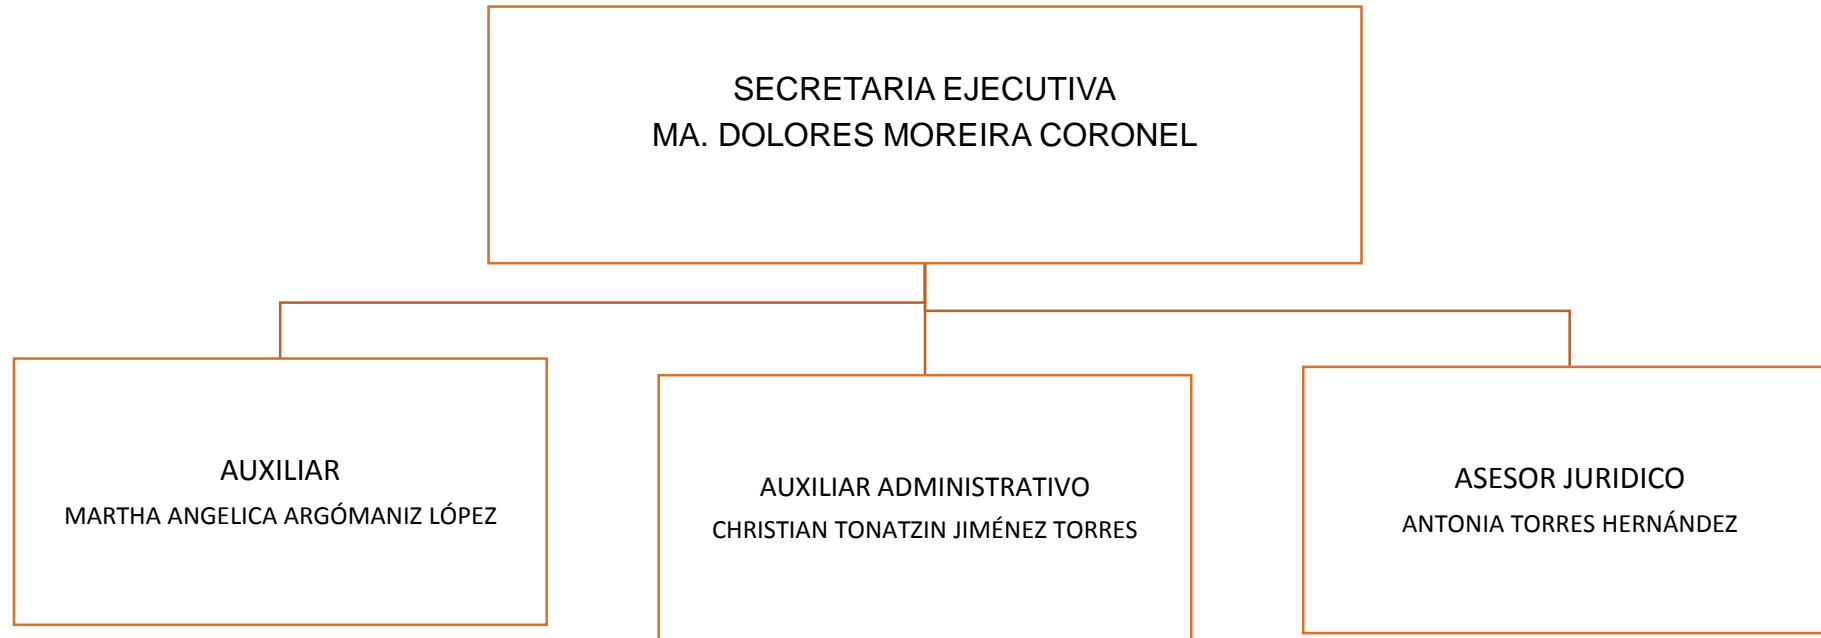 SECRETARIA EJECUTIVA
MA. DOLORES MOREIRA CORONEL
AUXILIAR
MARTHA ANGELICA ARGÓMANIZ LÓPEZ
AUXILIAR ADMINISTRATIVO
CHRISTIAN TONATZIN JIMÉNEZ TORRES
ASESOR JURIDICO
ANTONIA TORRES HERNÁNDEZ